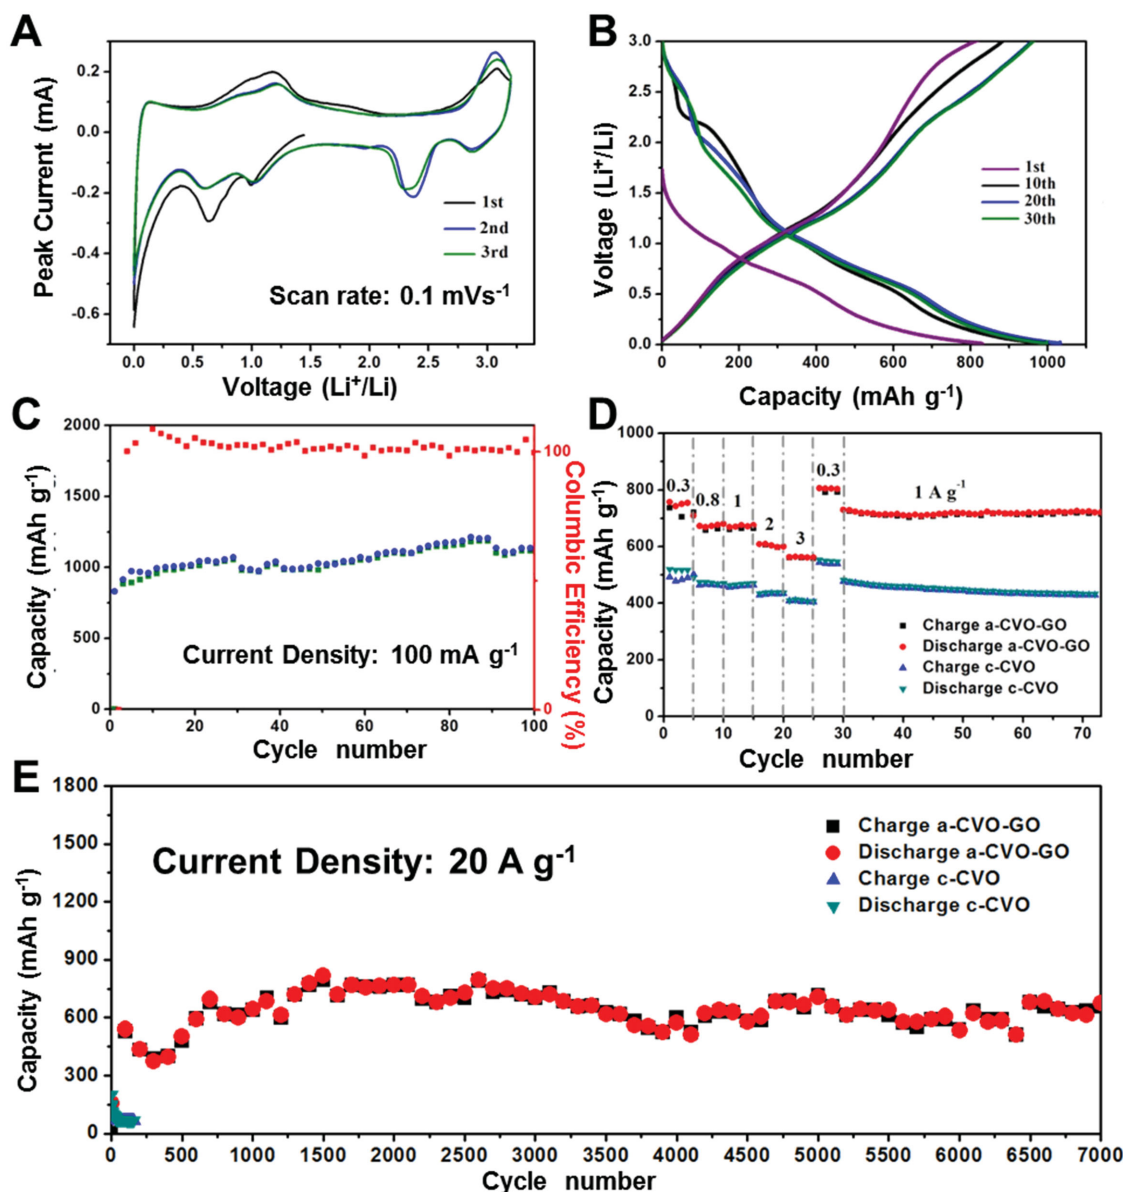 A
0.2
0.0
-0.2
-0.4
-0.6
Peak Current (mA)
1st
2nd
3rd
Scan rate: 0.1 mVs⁻¹
0.0 0.5 1.0 1.5 2.0 2.5 3.0
Voltage (Li⁺/Li)
B
3.0
2.5
2.0
1.5
1.0
0.5
0.0
Voltage (Li⁺/Li)
1st
10th
20th
30th
0 200 400 600 800 1000
Capacity (mAh g⁻¹)
C
2000
1500
1000
500
0
Capacity (mAh g⁻¹)
Current Density: 100 mA g⁻¹
100
0
Columbic Efficiency (%)
0 20 40 60 80 100
Cycle number
D
1000
800
600
400
200
0
Capacity (mAh g⁻¹)
0.3
0.8
1
2
3
0.3
1 A g⁻¹
Charge a-CVO-GO
Discharge a-CVO-GO
Charge c-CVO
Discharge c-CVO
0 10 20 30 40 50 60 70
Cycle number
E
1800
1500
1200
900
600
300
0
Capacity (mAh g⁻¹)
Current Density: 20 A g⁻¹
Charge a-CVO-GO
Discharge a-CVO-GO
Charge c-CVO
Discharge c-CVO
0 500 1000 1500 2000 2500 3000 3500 4000 4500 5000 5500 6000 6500 7000
Cycle number